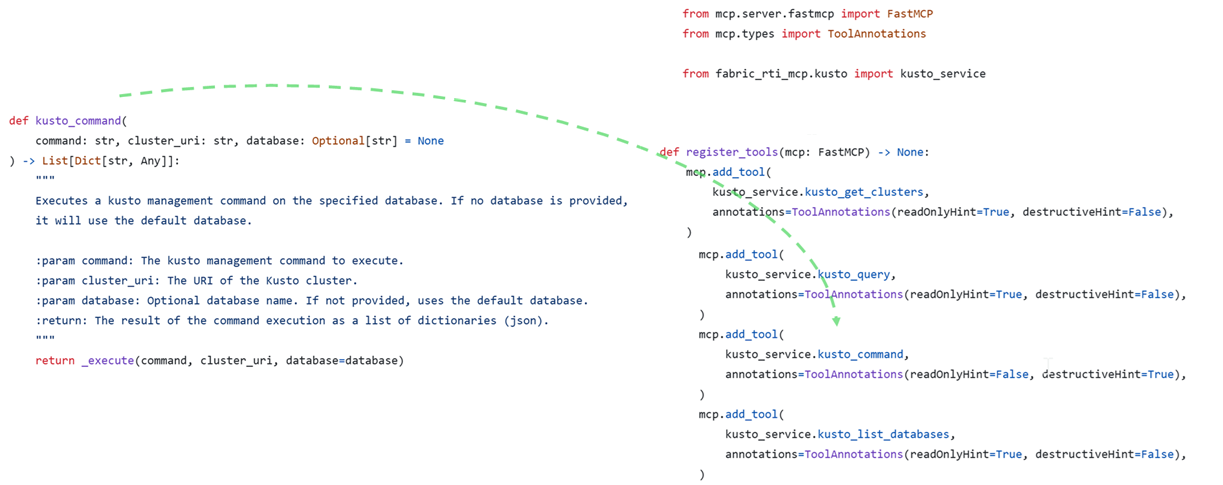 def kusto_command(
    command: str, cluster_uri: str, database: Optional[str] = None
) -> List[Dict[str, Any]]:
    """
    Executes a kusto management command on the specified database. If no database is provided,
    it will use the default database.

    :param command: The kusto management command to execute.
    :param cluster_uri: The URI of the Kusto cluster.
    :param database: Optional database name. If not provided, uses the default database.
    :return: The result of the command execution as a list of dictionaries (json).
    """
    return _execute(command, cluster_uri, database=database)

from mcp.server.fastmcp import FastMCP
from mcp.types import ToolAnnotations

from fabric_rti_mcp.kusto import kusto_service

def register_tools(mcp: FastMCP) -> None:
    mcp.add_tool(
        kusto_service.kusto_get_clusters,
        annotations=ToolAnnotations(readOnlyHint=True, destructiveHint=False),
    )
    mcp.add_tool(
        kusto_service.kusto_query,
        annotations=ToolAnnotations(readOnlyHint=True, destructiveHint=False),
    )
    mcp.add_tool(
        kusto_service.kusto_command,
        annotations=ToolAnnotations(readOnlyHint=False, destructiveHint=True),
    )
    mcp.add_tool(
        kusto_service.kusto_list_databases,
        annotations=ToolAnnotations(readOnlyHint=True, destructiveHint=False),
    )